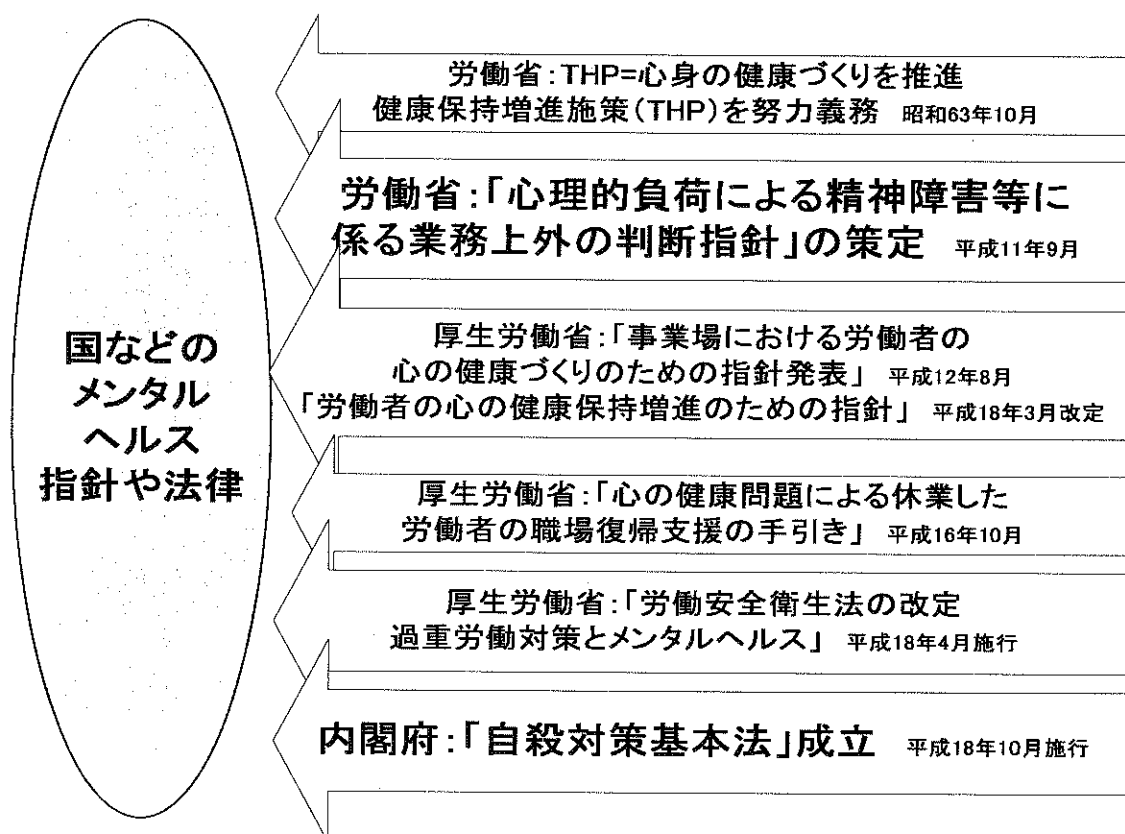 国などの
メンタル
ヘルス
指針や法律
労働省：THP=心身の健康づくりを推進
健康保持増進施策(THP)を努力義務 昭和63年10月
労働省：「心理的負荷による精神障害等に
係る業務上外の判断指針」の策定 平成11年9月
厚生労働省：「事業場における労働者の
心の健康づくりのための指針発表」 平成12年8月
「労働者の心の健康保持増進のための指針」 平成18年3月改定
厚生労働省：「心の健康問題による休業した
労働者の職場復帰支援の手引き」 平成16年10月
厚生労働省：「労働安全衛生法の改定
過重労働対策とメンタルヘルス」 平成18年4月施行
内閣府：「自殺対策基本法」成立 平成18年10月施行